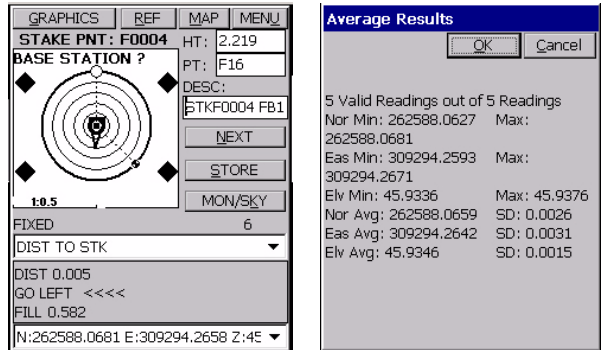 GRAPHICS REF MAP MENU
STAKE PNT: F0004
HT: 2.219
BASE STATION ?
PT: F16
DESC:
STKF0004 FB1
NEXT
STORE
1:0.5
MON/SKY
FIXED 6
DIST TO STK
DIST 0.005
GO LEFT <<<<
FILL 0.582
N:262588.0681 E:309294.2658 Z:45
Average Results
OK Cancel
5 Valid Readings out of 5 Readings
Nor Min: 262588.0627 Max:
262588.0681
Eas Min: 309294.2593 Max:
309294.2671
Elv Min: 45.9336 Max: 45.9376
Nor Avg: 262588.0659 SD: 0.0026
Eas Avg: 309294.2642 SD: 0.0031
Elv Avg: 45.9346 SD: 0.0015